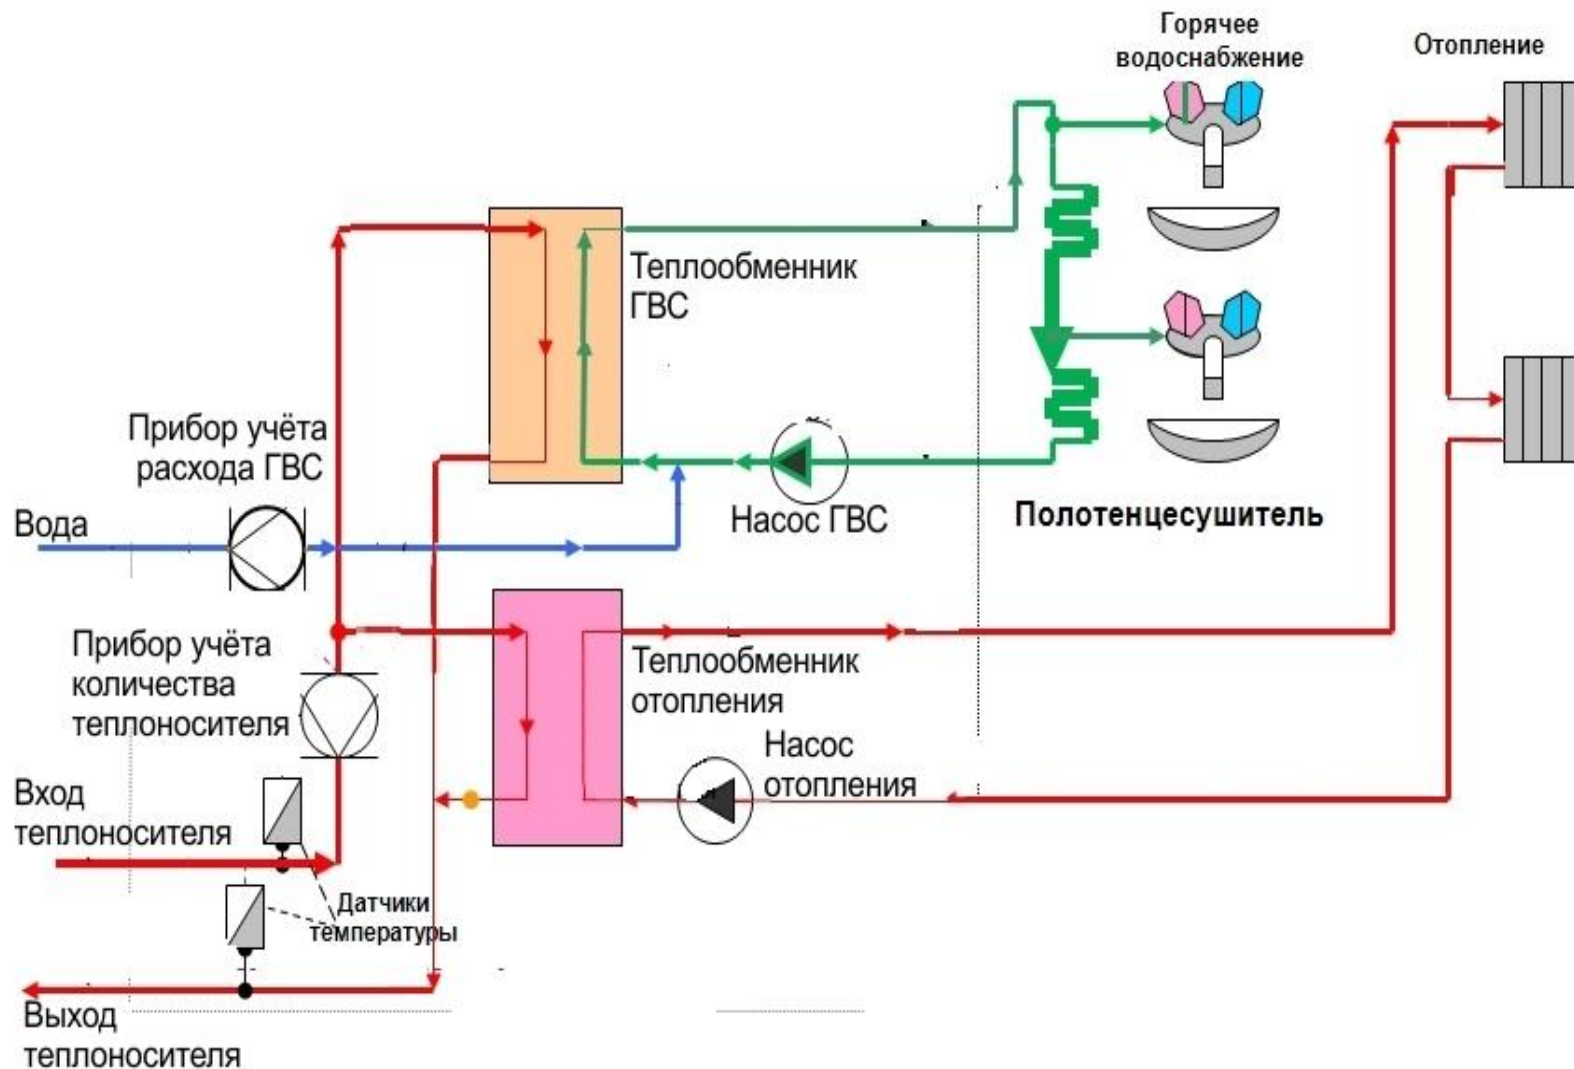 Горячее
водоснабжение
Отопление
Теплообменник
ГВС
Прибор учёта
расхода ГВС
Вода
Насос ГВС
Полотенцесушитель
Прибор учёта
количества
теплоносителя
Теплообменник
отопления
Насос
отопления
Вход
теплоносителя
Датчики
температуры
Выход
теплоносителя